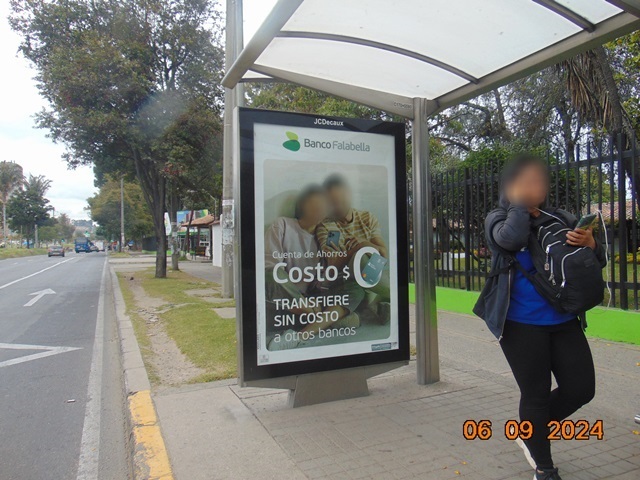 JCDecaux
Banco Falabella
Cuenta de Ahorros
Costo $0
TRANSFIERE
SIN COSTO
a otros bancos
06 09 2024